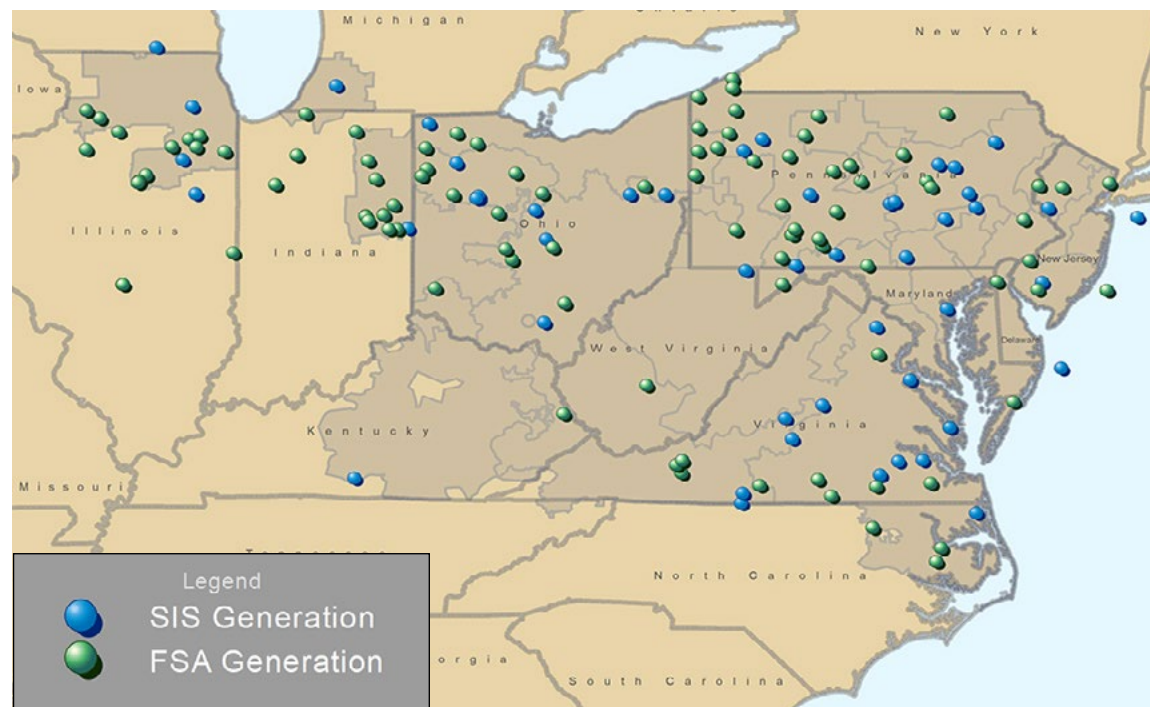 Michigan
New York
Iowa
Pennsylvania
Illinois
Indiana
Ohio
New Jersey
Maryland
Delaware
West Virginia
Virginia
Kentucky
Missouri
North Carolina
South Carolina
Legend
SIS Generation
FSA Generation